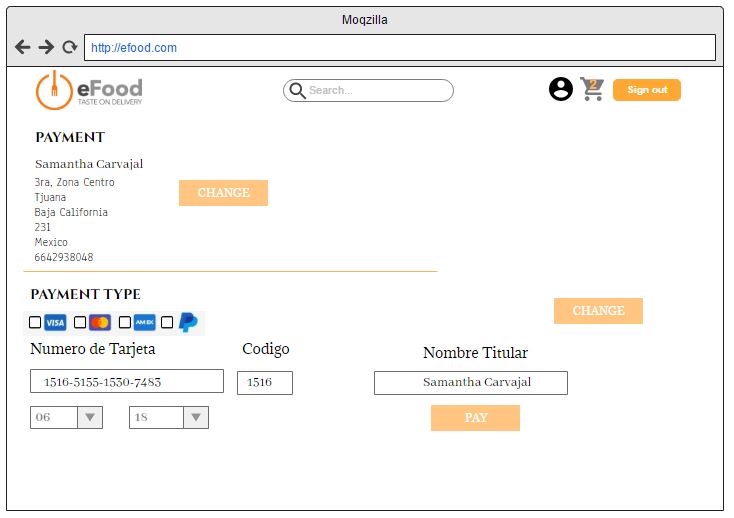 Moqzilla
http://efood.com
eFood
TASTE ON DELIVERY
Search...
2
Sign out
PAYMENT
Samantha Carvajal
3ra, Zona Centro
Tjuana
Baja California
231
Mexico
6642938048
CHANGE
PAYMENT TYPE
CHANGE
VISA
AMEX
Numero de Tarjeta
Codigo
Nombre Titular
1516-5155-1530-7483
1516
Samantha Carvajal
06
18
PAY